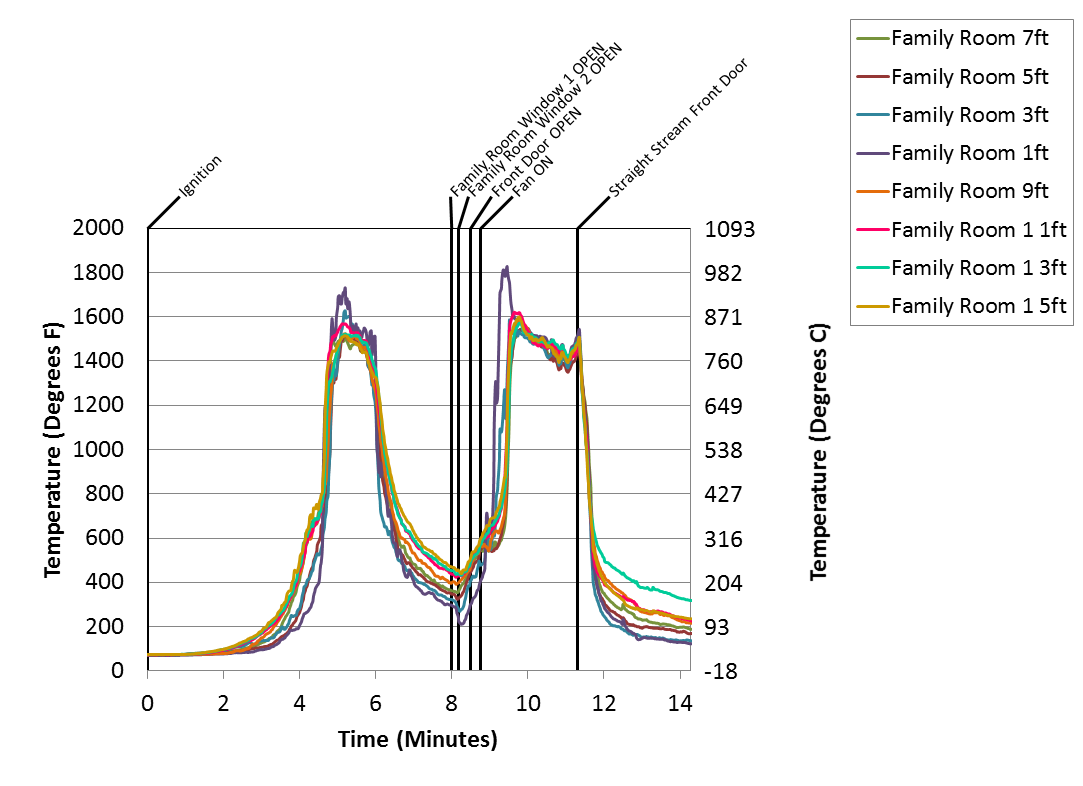 Family Room 7ft
Family Room 5ft
Family Room 3ft
Family Room 1ft
Family Room 9ft
Family Room 1 1ft
Family Room 1 3ft
Family Room 1 5ft
Ignition
Family Room Window 1 OPEN
Family Room Window 2 OPEN
Front Door OPEN
Fan ON
Straight Stream Front Door
Temperature (Degrees F)
2000
1800
1600
1400
1200
1000
800
600
400
200
0
1093
982
871
760
649
538
427
316
204
93
-18
Temperature (Degrees C)
0 2 4 6 8 10 12 14
Time (Minutes)